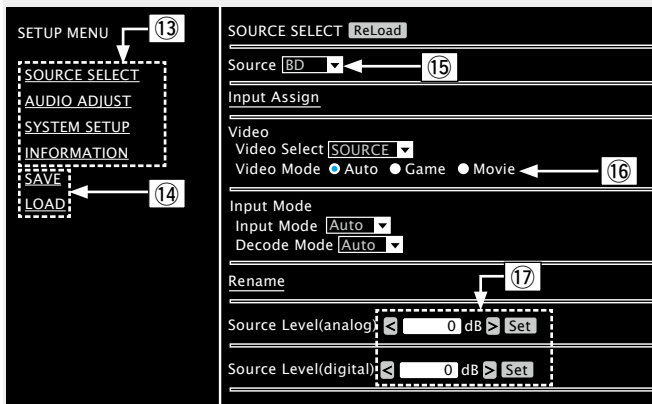 SETUP MENU ⑬
SOURCE SELECT
AUDIO ADJUST
SYSTEM SETUP
INFORMATION
SAVE
LOAD
⑭
SOURCE SELECT ReLoad
Source BD ⑮
Input Assign
Video
Video Select SOURCE
Video Mode Auto Game Movie ⑯
Input Mode
Input Mode Auto
Decode Mode Auto
Rename ⑰
Source Level(analog) < 0 dB > Set
Source Level(digital) < 0 dB > Set